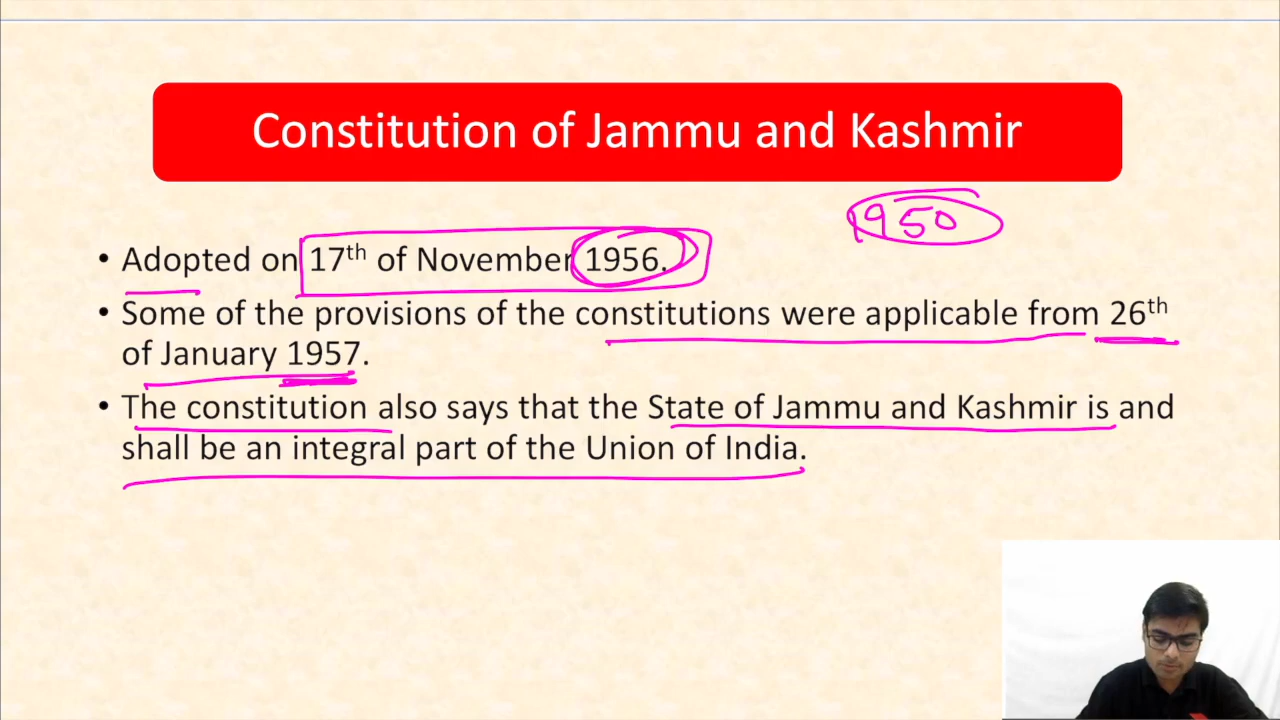 Constitution of Jammu and Kashmir
1950
• Adopted on 17th of November 1956.
• Some of the provisions of the constitutions were applicable from 26th
of January 1957.
• The constitution also says that the State of Jammu and Kashmir is and
shall be an integral part of the Union of India.